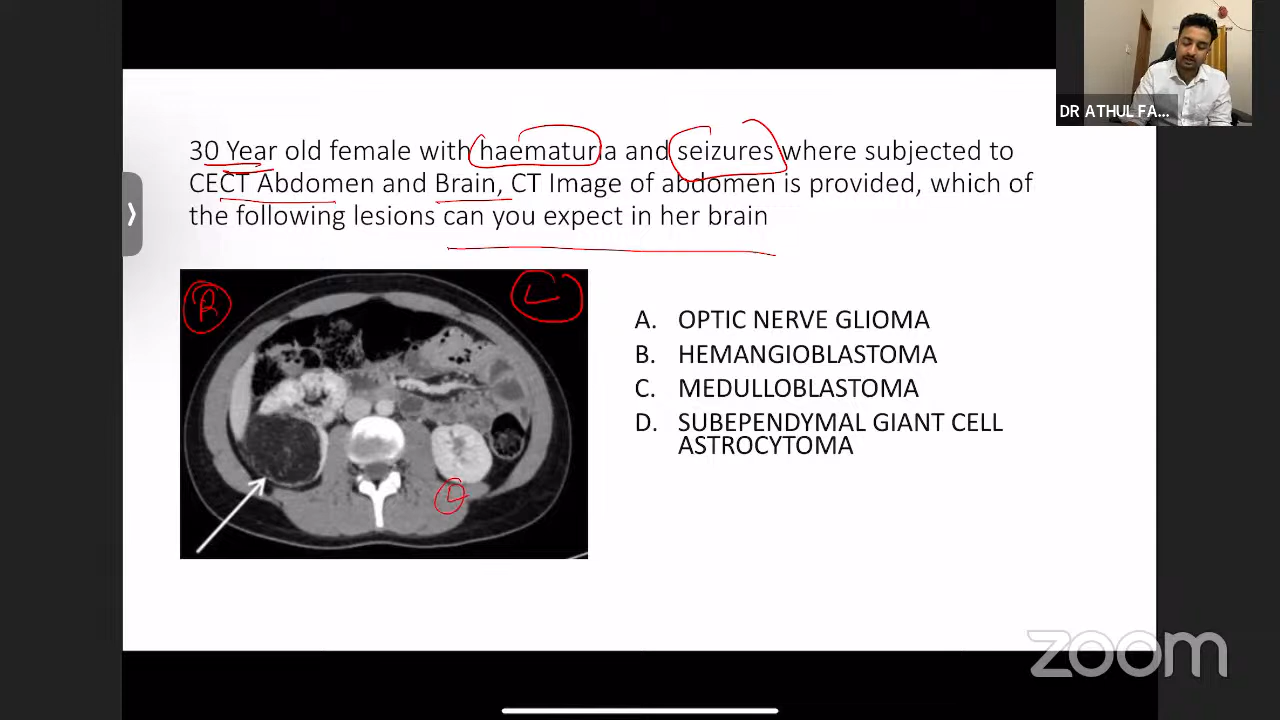 DR ATHUL FA...
30 Year old female with haematuria and seizures where subjected to
CECT Abdomen and Brain, CT Image of abdomen is provided, which of
the following lesions can you expect in her brain
R
L
L
A. OPTIC NERVE GLIOMA
B. HEMANGIOBLASTOMA
C. MEDULLOBLASTOMA
D. SUBEPENDYMAL GIANT CELL
ASTROCYTOMA
zoom